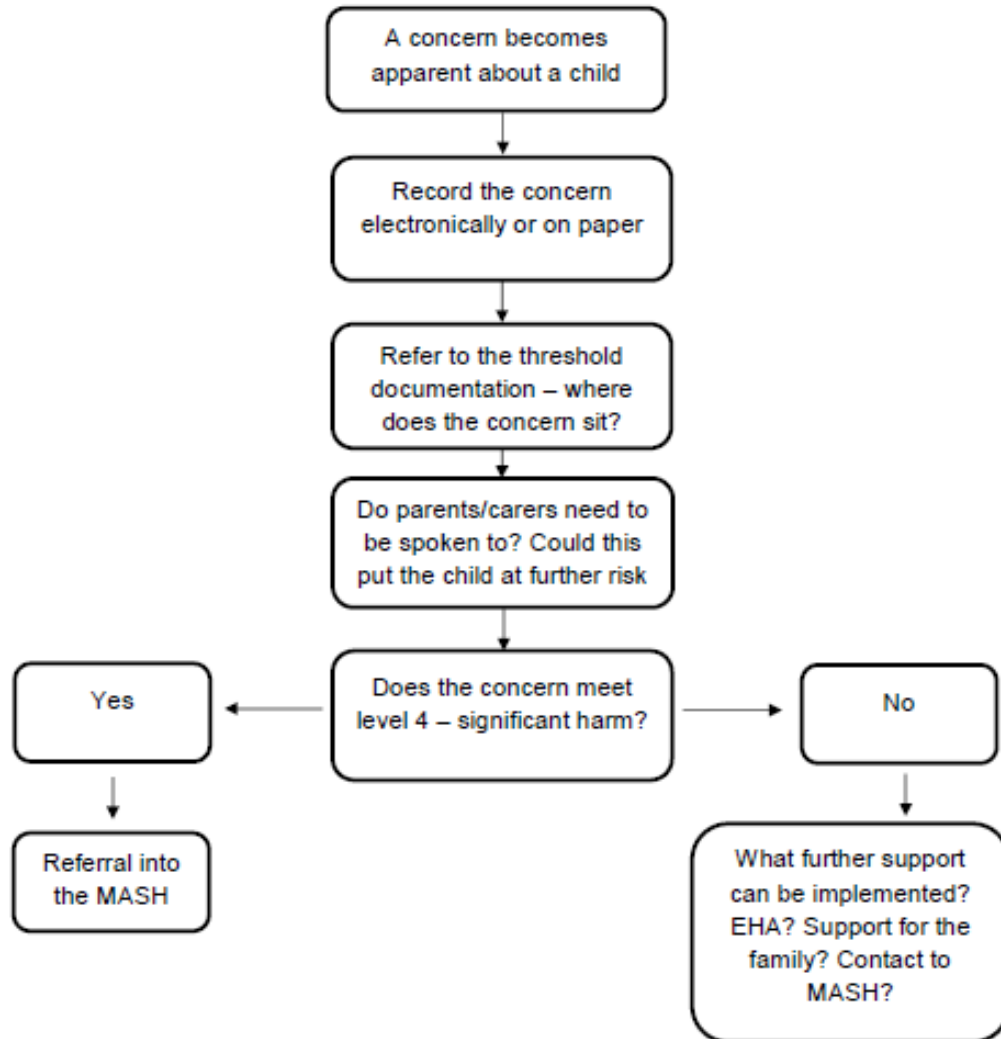 A concern becomes
apparent about a child
Record the concern
electronically or on paper
Refer to the threshold
documentation – where
does the concern sit?
Do parents/carers need to
be spoken to? Could this
put the child at further risk
Does the concern meet
level 4 – significant harm?
Yes
No
Referral into
the MASH
What further support
can be implemented?
EHA? Support for the
family? Contact to
MASH?